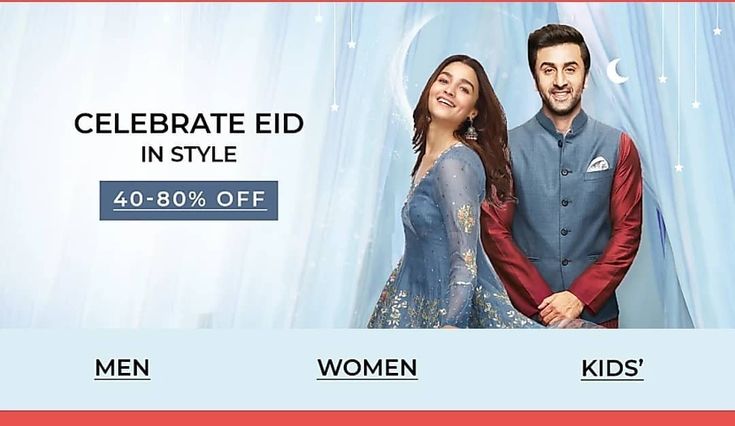 CELEBRATE EID
IN STYLE
40-80% OFF
MEN
WOMEN
KIDS’